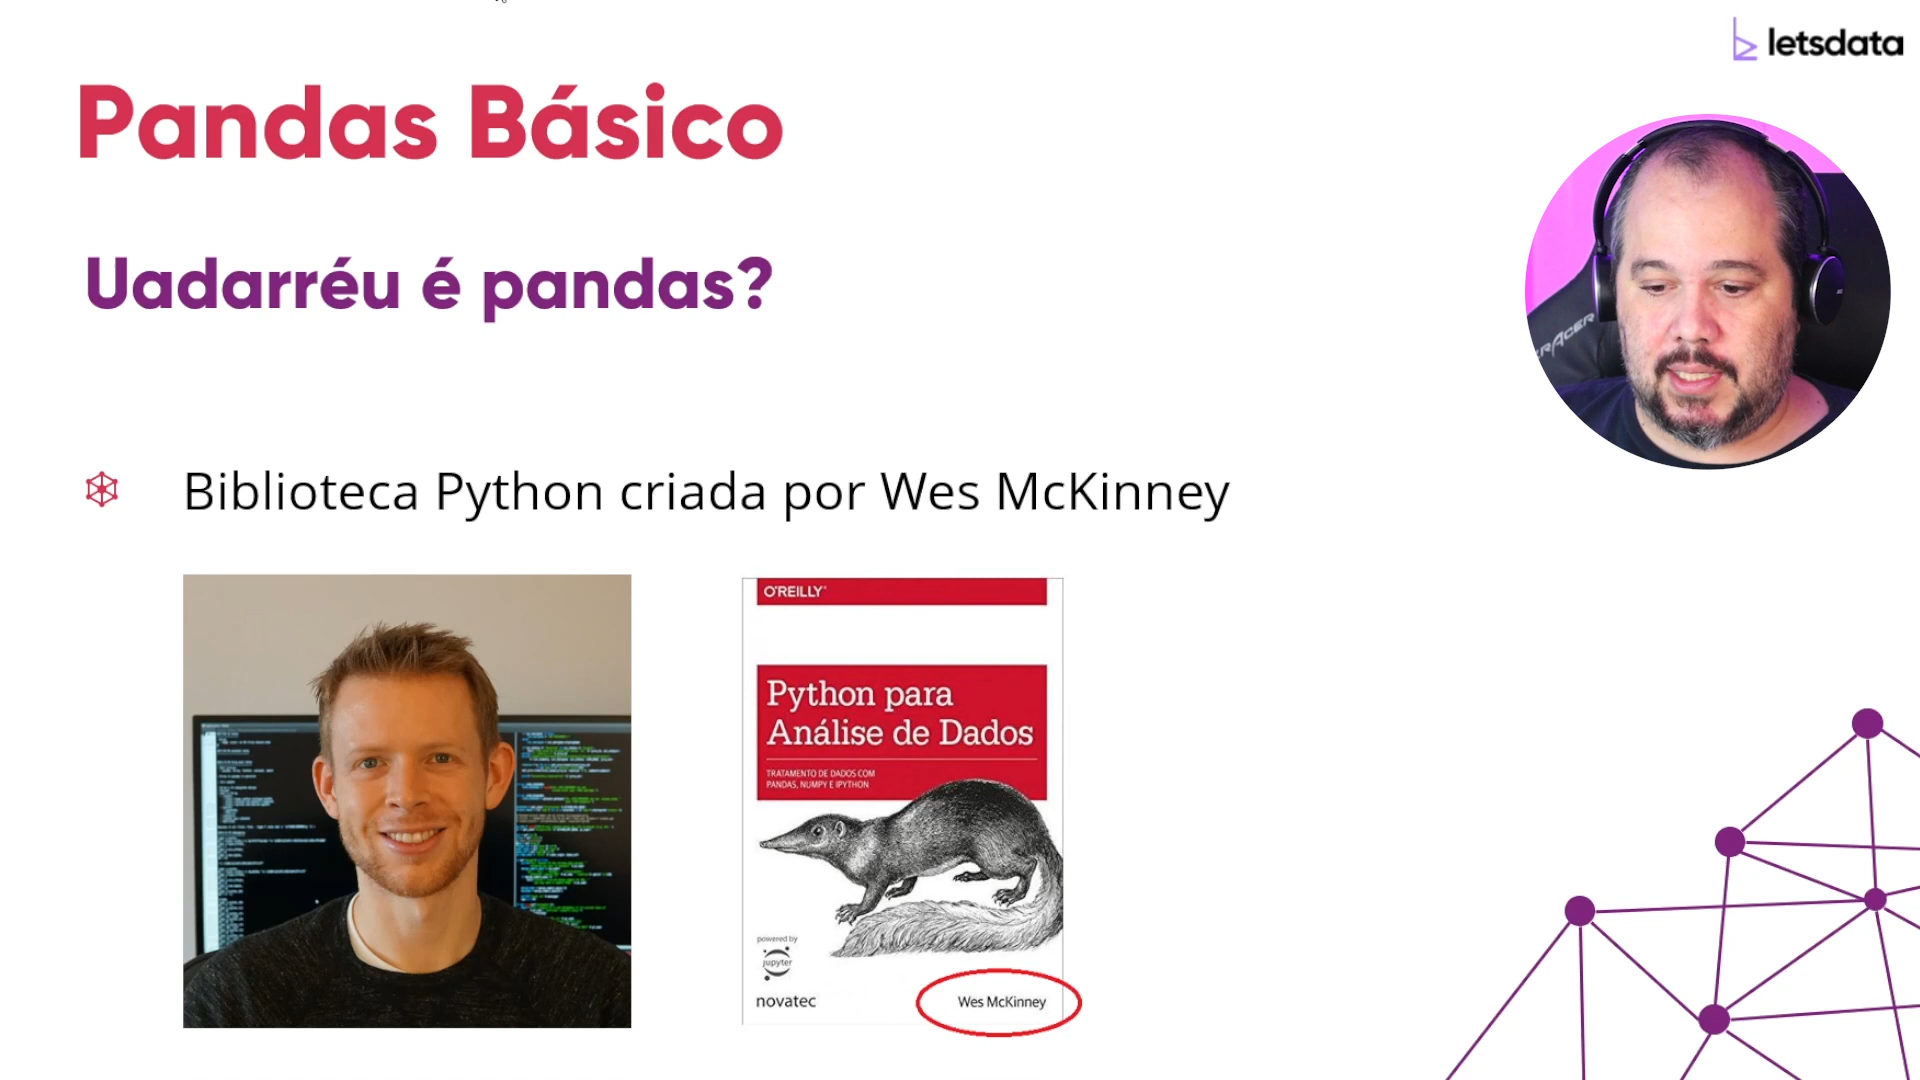 letsdata
Pandas Básico
Uadarréu é pandas?
Biblioteca Python criada por Wes McKinney
O'REILLY®
Python para
Análise de Dados
TRATAMENTO DE DADOS COM
PANDAS, NUMPY E IPYTHON
powered by
jupyter
novatec
Wes McKinney